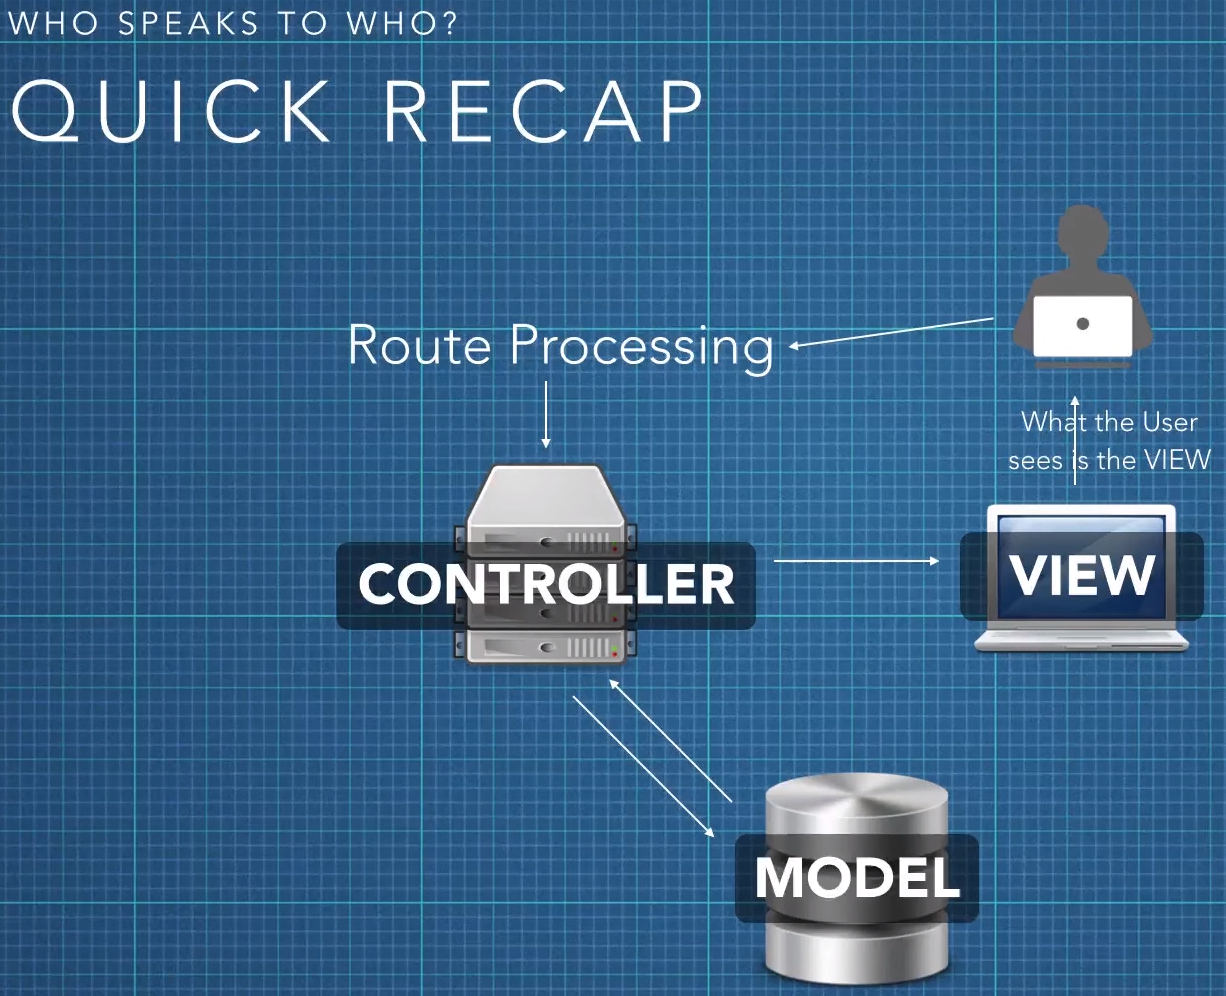 WHO SPEAKS TO WHO?
QUICK RECAP
Route Processing
What the User
sees is the VIEW
CONTROLLER
VIEW
MODEL